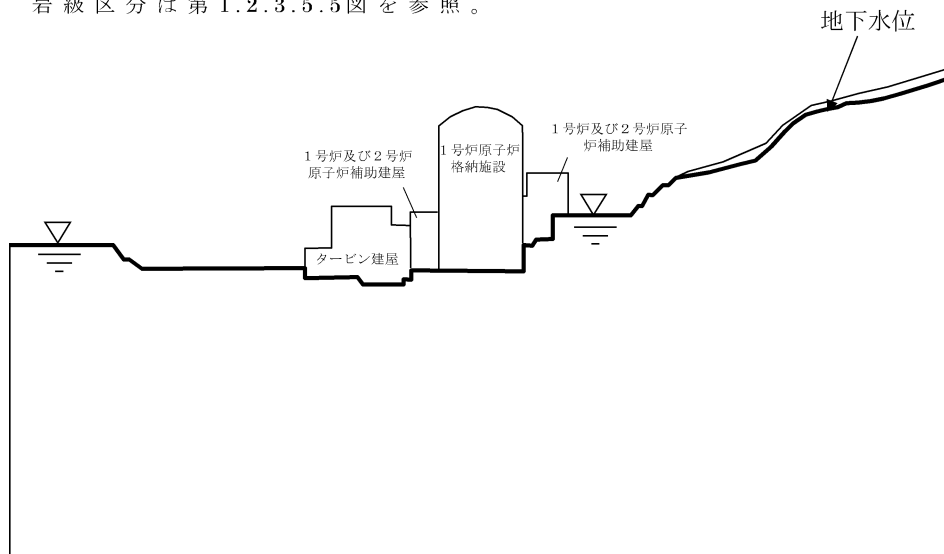 岩級区分は第1.2.3.5.5図を参照。
地下水位
1号炉及び2号炉原子
炉補助建屋
1号炉原子炉
格納施設
1号炉及び2号炉
原子炉補助建屋
タービン建屋